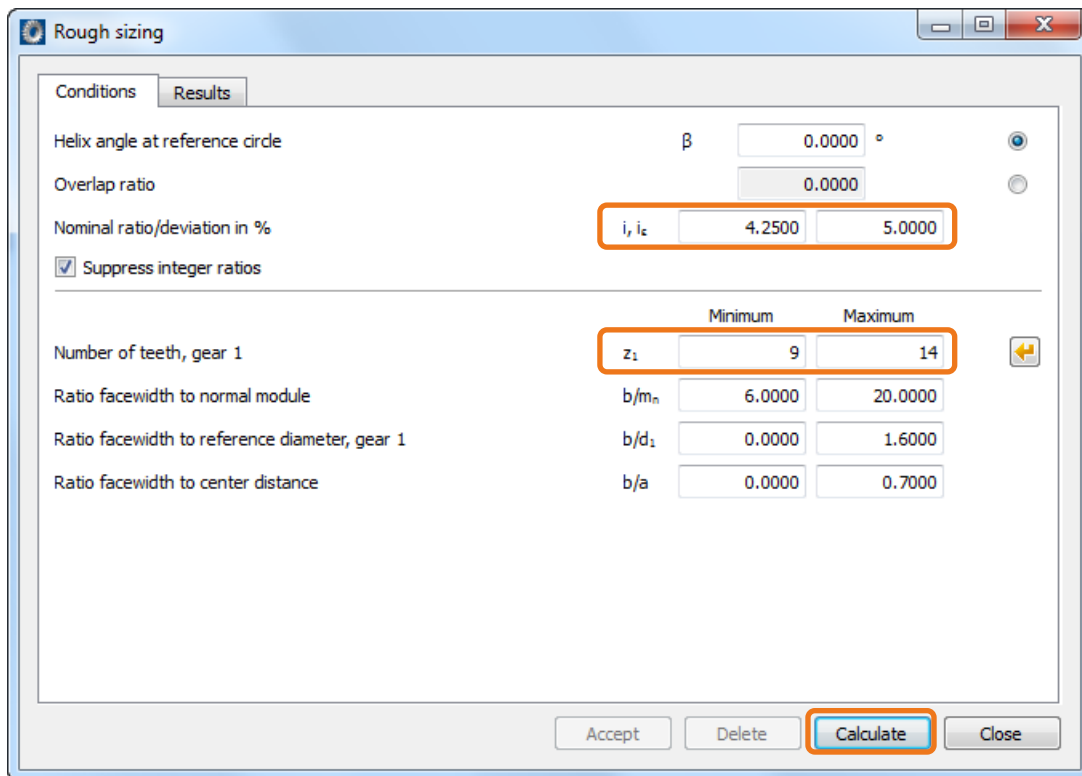 Rough sizing
Conditions Results
Helix angle at reference circle β 0.0000 °
Overlap ratio 0.0000
Nominal ratio/deviation in % i, iε 4.2500 5.0000
Suppress integer ratios
Minimum Maximum
Number of teeth, gear 1 z₁ 9 14
Ratio facewidth to normal module b/mₙ 6.0000 20.0000
Ratio facewidth to reference diameter, gear 1 b/d₁ 0.0000 1.6000
Ratio facewidth to center distance b/a 0.0000 0.7000
Accept Delete Calculate Close